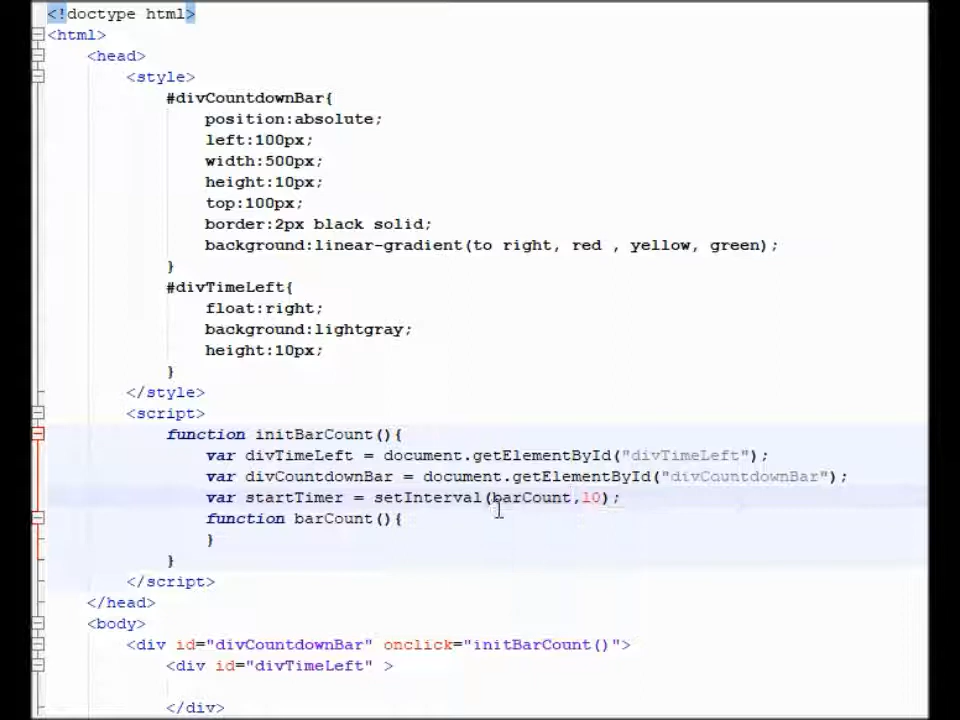 <!doctype html>
<html>
<head>
<style>
#divCountdownBar{
position:absolute;
left:100px;
width:500px;
height:10px;
top:100px;
border:2px black solid;
background:linear-gradient(to right, red , yellow, green);
}
#divTimeLeft{
float:right;
background:lightgray;
height:10px;
}
</style>
<script>
function initBarCount(){
var divTimeLeft = document.getElementById("divTimeLeft");
var divCountdownBar = document.getElementById("divCountdownBar");
var startTimer = setInterval(barCount,10);
function barCount(){
}
}
</script>
</head>
<body>
<div id="divCountdownBar" onclick="initBarCount()">
<div id="divTimeLeft" >
</div>